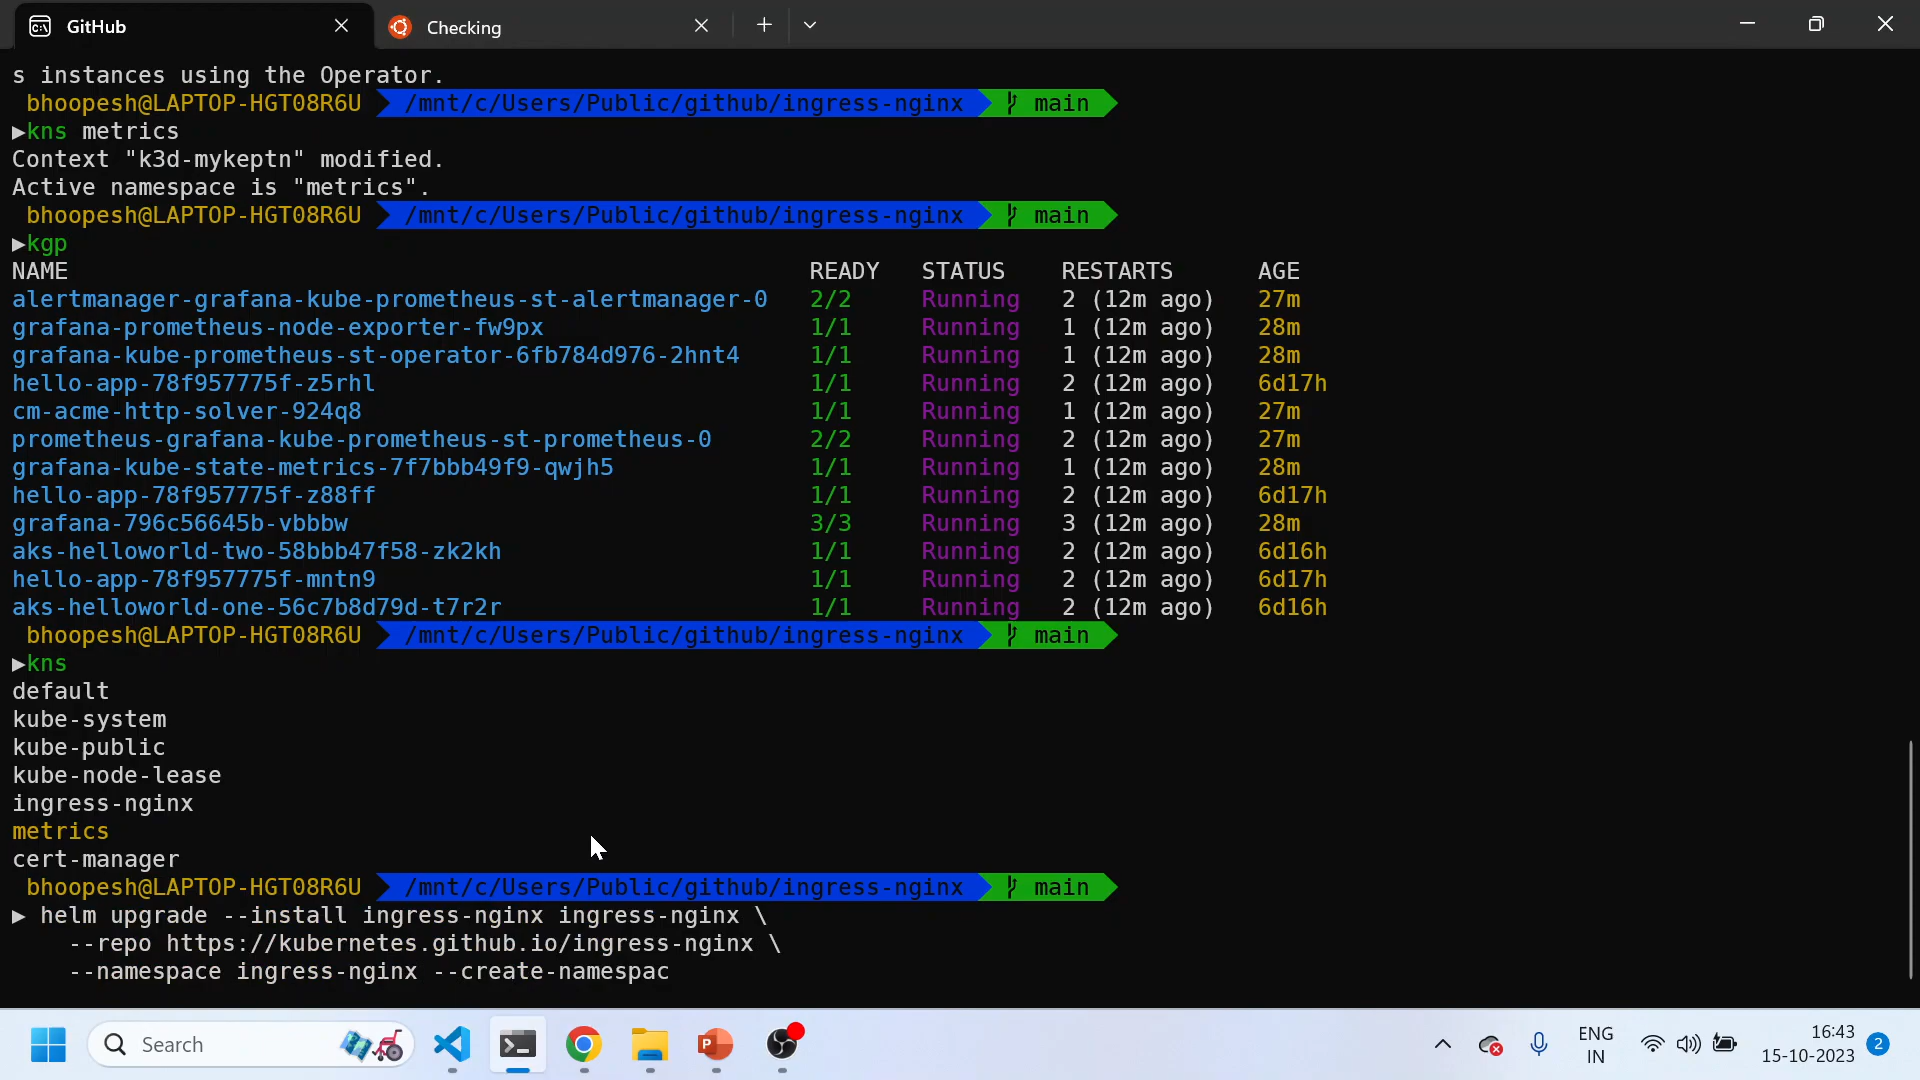 GitHub
Checking
s instances using the Operator.
bhoopesh@LAPTOP-HGT08R6U /mnt/c/Users/Public/github/ingress-nginx main
▶kns metrics
Context "k3d-mykeptn" modified.
Active namespace is "metrics".
bhoopesh@LAPTOP-HGT08R6U /mnt/c/Users/Public/github/ingress-nginx main
▶kgp
NAME READY STATUS RESTARTS AGE
alertmanager-grafana-kube-prometheus-st-alertmanager-0 2/2 Running 2 (12m ago) 27m
grafana-prometheus-node-exporter-fw9px 1/1 Running 1 (12m ago) 28m
grafana-kube-prometheus-st-operator-6fb784d976-2hnt4 1/1 Running 1 (12m ago) 28m
hello-app-78f957775f-z5rhl 1/1 Running 2 (12m ago) 6d17h
cm-acme-http-solver-924q8 1/1 Running 1 (12m ago) 27m
prometheus-grafana-kube-prometheus-st-prometheus-0 2/2 Running 2 (12m ago) 27m
grafana-kube-state-metrics-7f7bbb49f9-qwjh5 1/1 Running 1 (12m ago) 28m
hello-app-78f957775f-z88ff 1/1 Running 2 (12m ago) 6d17h
grafana-796c56645b-vbbbw 3/3 Running 3 (12m ago) 28m
aks-helloworld-two-58bbb47f58-zk2kh 1/1 Running 2 (12m ago) 6d16h
hello-app-78f957775f-mntn9 1/1 Running 2 (12m ago) 6d17h
aks-helloworld-one-56c7b8d79d-t7r2r 1/1 Running 2 (12m ago) 6d16h
bhoopesh@LAPTOP-HGT08R6U /mnt/c/Users/Public/github/ingress-nginx main
▶kns
default
kube-system
kube-public
kube-node-lease
ingress-nginx
metrics
cert-manager
bhoopesh@LAPTOP-HGT08R6U /mnt/c/Users/Public/github/ingress-nginx main
▶ helm upgrade --install ingress-nginx ingress-nginx \
--repo https://kubernetes.github.io/ingress-nginx \
--namespace ingress-nginx --create-namespac
Search
ENG
IN
16:43
15-10-2023
2